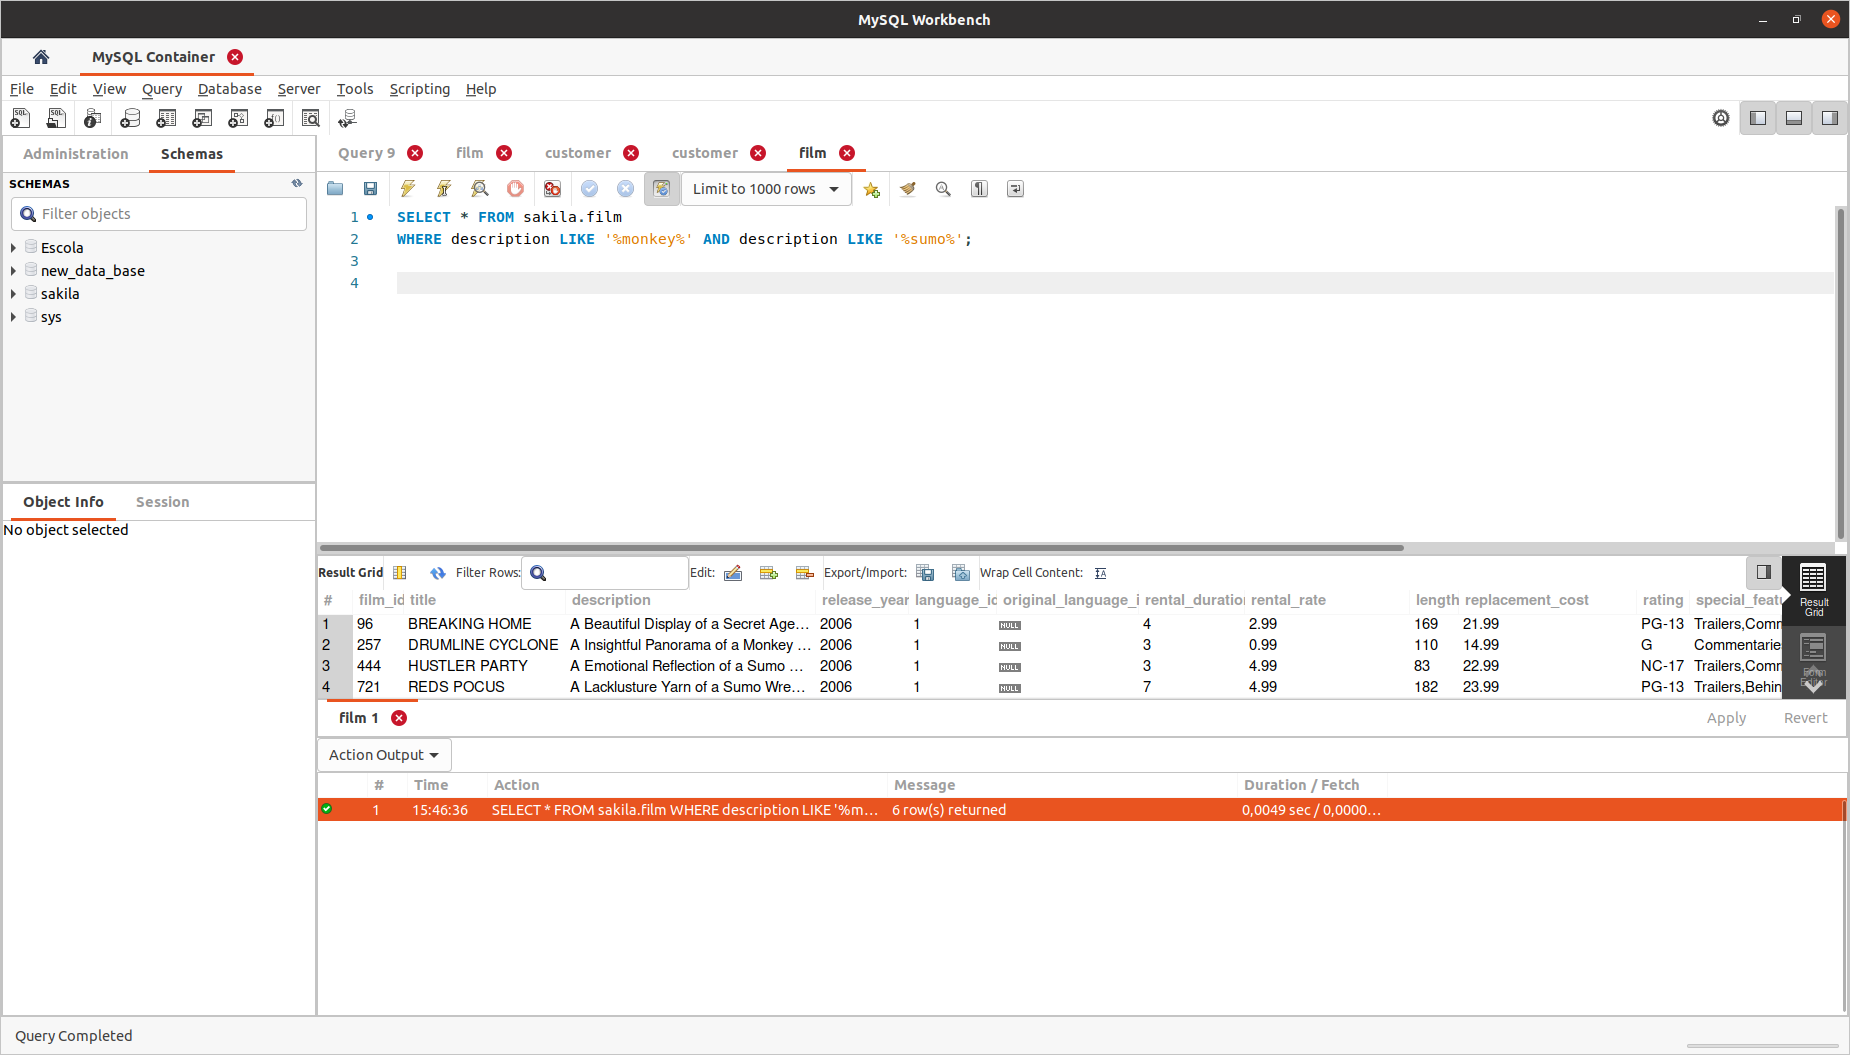 MySQL Workbench
MySQL Container
File Edit View Query Database Server Tools Scripting Help
Administration Schemas
SCHEMAS
Filter objects
Escola
new_data_base
sakila
sys
Object Info Session
No object selected
Query 9 film customer customer film
Limit to 1000 rows
1 SELECT * FROM sakila.film
2 WHERE description LIKE '%monkey%' AND description LIKE '%sumo%';
3
4
Result Grid Filter Rows: Edit: Export/Import: Wrap Cell Content:
# film_id title description release_year language_id original_language_i rental_duration rental_rate length replacement_cost rating special_featu
1 96 BREAKING HOME A Beautiful Display of a Secret Age... 2006 1 NULL 4 2.99 169 21.99 PG-13 Trailers,Comm
2 257 DRUMLINE CYCLONE A Insightful Panorama of a Monkey ... 2006 1 NULL 3 0.99 110 14.99 G Commentaries
3 444 HUSTLER PARTY A Emotional Reflection of a Sumo ... 2006 1 NULL 3 4.99 83 22.99 NC-17 Trailers,Comm
4 721 REDS POCUS A Lacklusture Yarn of a Sumo Wre... 2006 1 NULL 7 4.99 182 23.99 PG-13 Trailers,Behin
Result
Grid
Form
Editor
film 1 Apply Revert
Action Output
# Time Action Message Duration / Fetch
1 15:46:36 SELECT * FROM sakila.film WHERE description LIKE '%m... 6 row(s) returned 0,0049 sec / 0,0000...
Query Completed